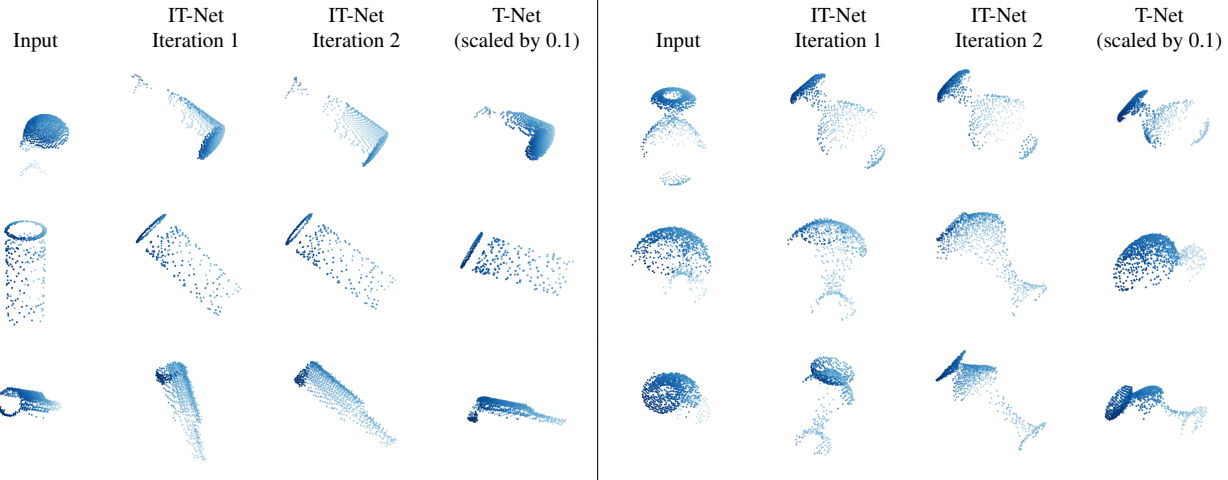 IT-Net IT-Net T-Net IT-Net IT-Net T-Net
Input Iteration 1 Iteration 2 (scaled by 0.1) Input Iteration 1 Iteration 2 (scaled by 0.1)